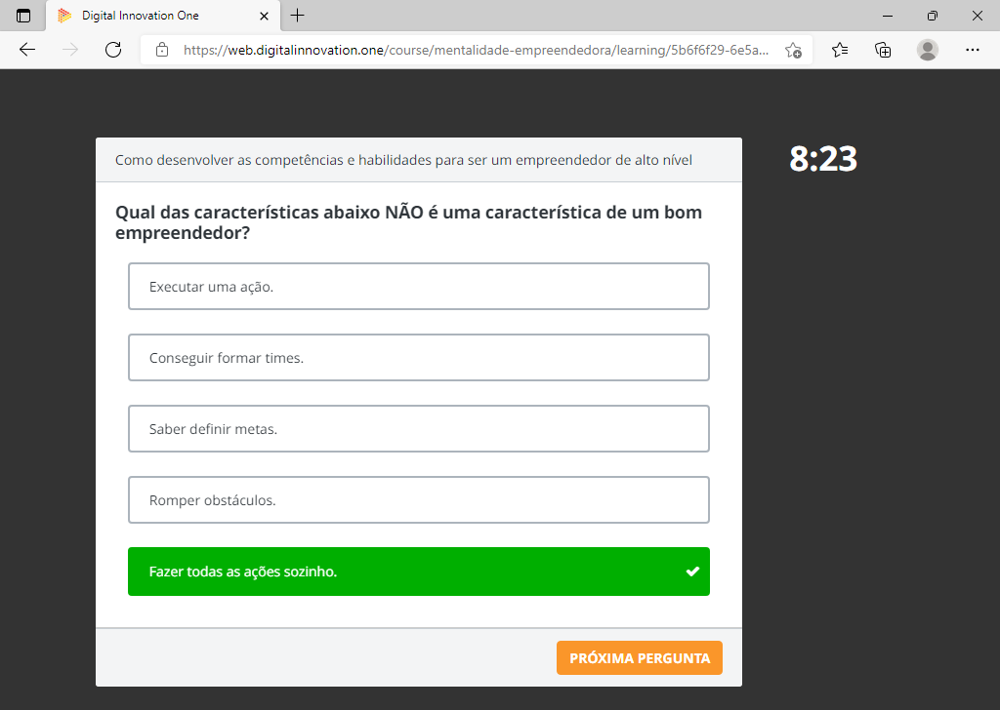 Digital Innovation One
https://web.digitalinnovation.one/course/mentalidade-empreendedora/learning/5b6f6f29-6e5a...
Como desenvolver as competências e habilidades para ser um empreendedor de alto nível
8:23
Qual das características abaixo NÃO é uma característica de um bom
empreendedor?
Executar uma ação.
Conseguir formar times.
Saber definir metas.
Romper obstáculos.
Fazer todas as ações sozinho.
PRÓXIMA PERGUNTA